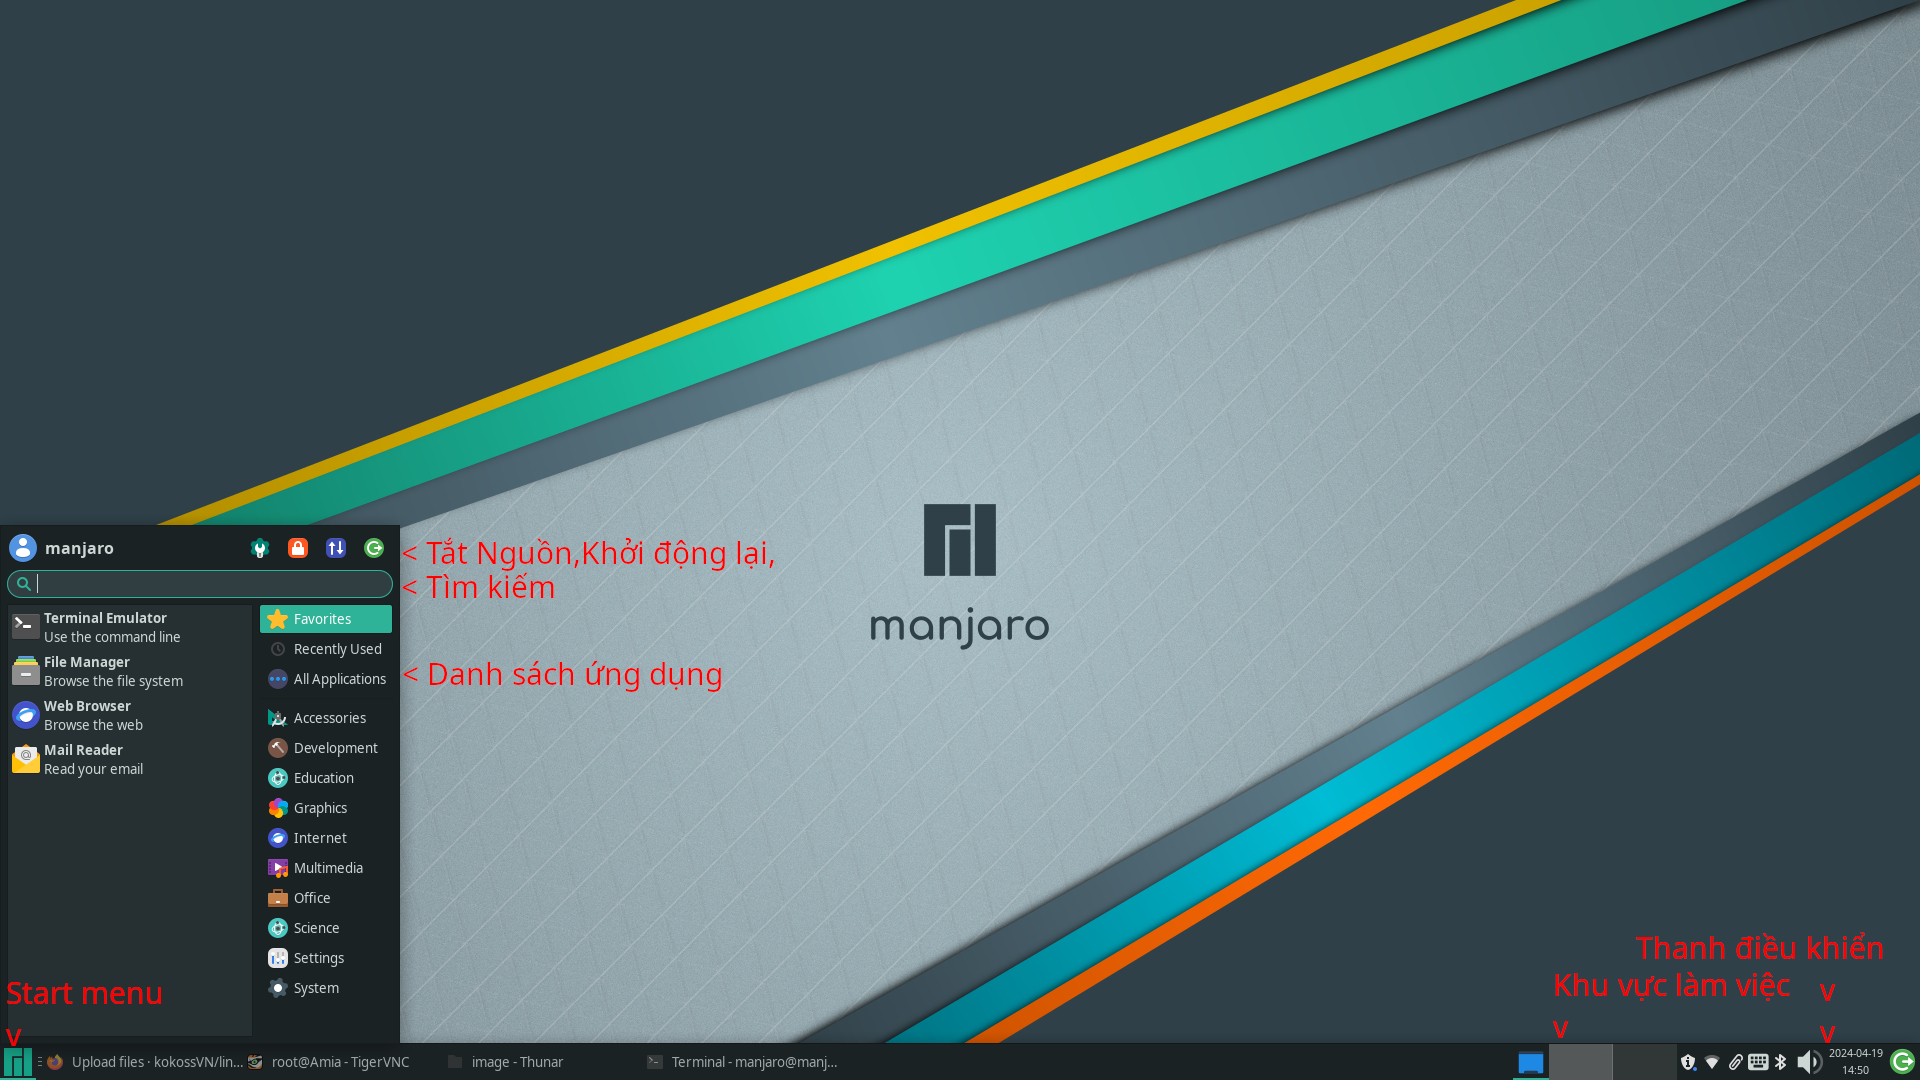 manjaro
< Tắt Nguồn,Khởi động lại,
< Tìm kiếm
Terminal Emulator
Use the command line
File Manager
Browse the file system
Web Browser
Browse the web
Mail Reader
Read your email
Favorites
Recently Used
All Applications
< Danh sách ứng dụng
Accessories
Development
Education
Graphics
Internet
Multimedia
Office
Science
Settings
System
manjaro
Start menu
v
Thanh điều khiển
Khu vực làm việc
v
v
v
Upload files · kokossVN/lin...
root@Amia - TigerVNC
image - Thunar
Terminal - manjaro@manj...
2024-04-19
14:50